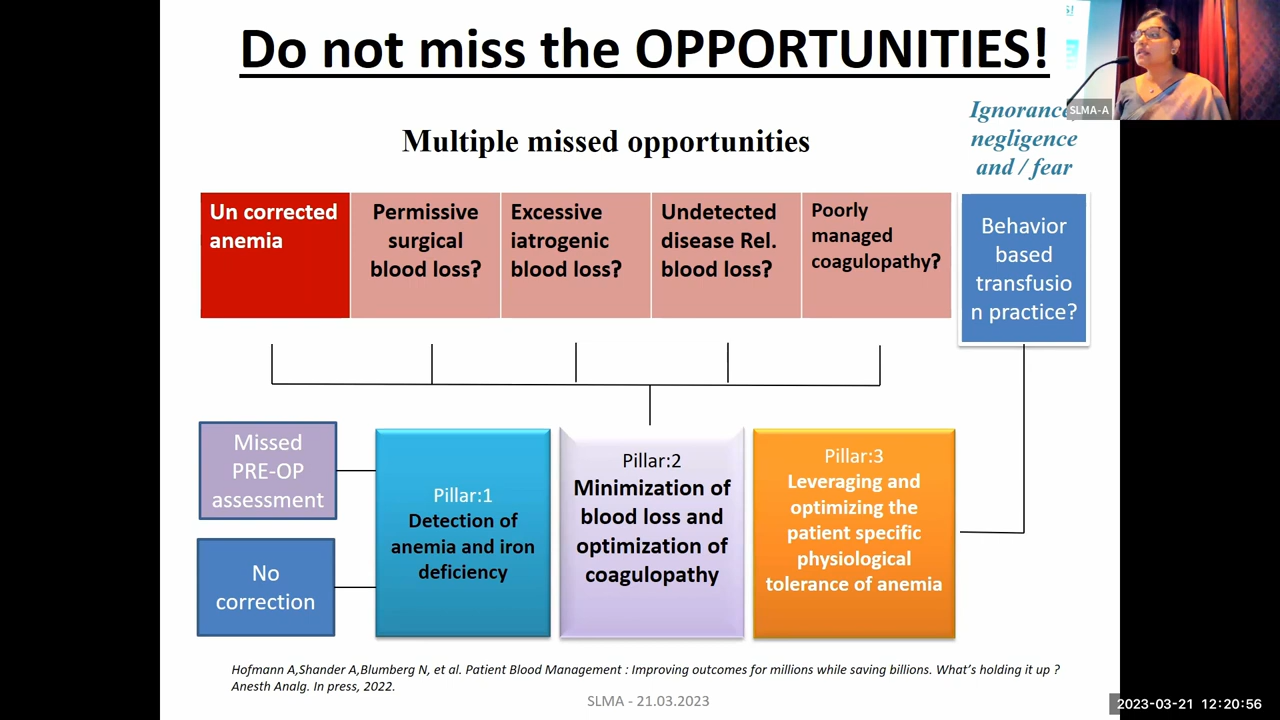 Do not miss the OPPORTUNITIES!
SLMA-A
Ignorance
negligence
and / fear
Multiple missed opportunities
Un corrected
anemia
Permissive
surgical
blood loss?
Excessive
iatrogenic
blood loss?
Undetected
disease Rel.
blood loss?
Poorly
managed
coagulopathy?
Behavior
based
transfusio
n practice?
Missed
PRE-OP
assessment
No
correction
Pillar:1
Detection of
anemia and iron
deficiency
Pillar:2
Minimization of
blood loss and
optimization of
coagulopathy
Pillar:3
Leveraging and
optimizing the
patient specific
physiological
tolerance of anemia
Hofmann A,Shander A,Blumberg N, et al. Patient Blood Management : Improving outcomes for millions while saving billions. What’s holding it up ?
Anesth Analg. In press, 2022.
SLMA - 21.03.2023
2023-03-21 12:20:56